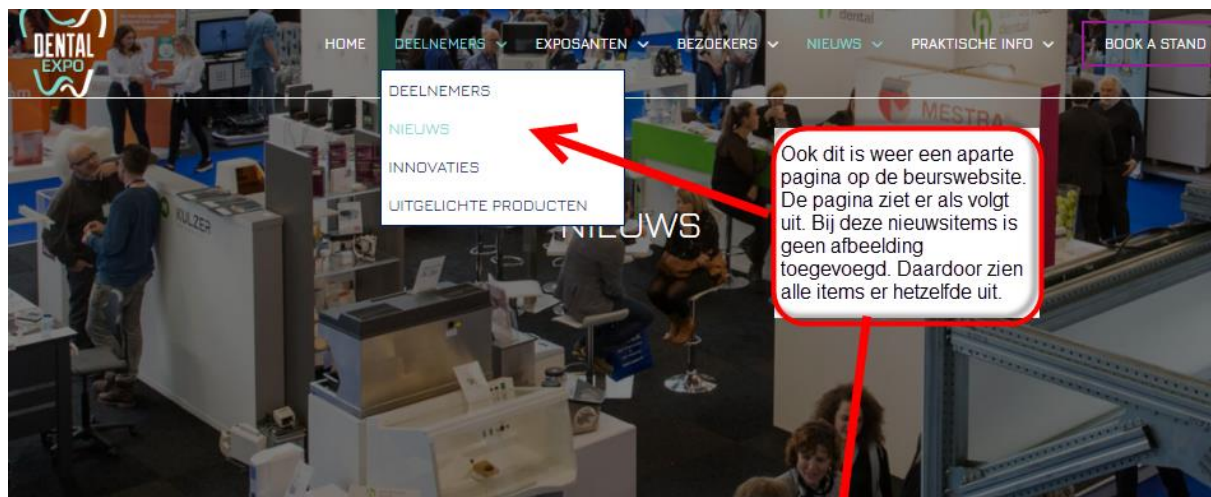 DENTAL
EXPO
HOME DEELNEMERS EXPOSANTEN BEZOEKERS NIEUWS PRAKTISCHE INFO BOOK A STAND
DEELNEMERS
NIEUWS
INNOVATIES
UITGELICHTE PRODUCTEN
NIEUWS
Ook dit is weer een aparte
pagina op de beurswebsite.
De pagina ziet er als volgt
uit. Bij deze nieuwsitems is
geen afbeelding
toegevoegd. Daardoor zien
alle items er hetzelfde uit.
dental
MESTRA
KULZER